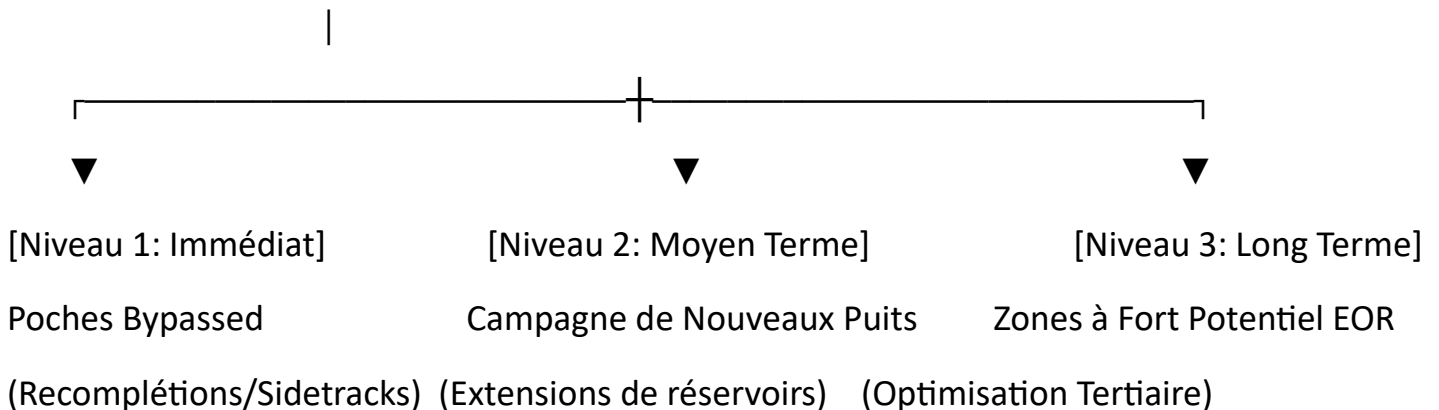 [Niveau 1: Immédiat] [Niveau 2: Moyen Terme] [Niveau 3: Long Terme]
Poches Bypassed Campagne de Nouveaux Puits Zones à Fort Potentiel EOR
(Recomplétions/Sidetracks) (Extensions de réservoirs) (Optimisation Tertiaire)